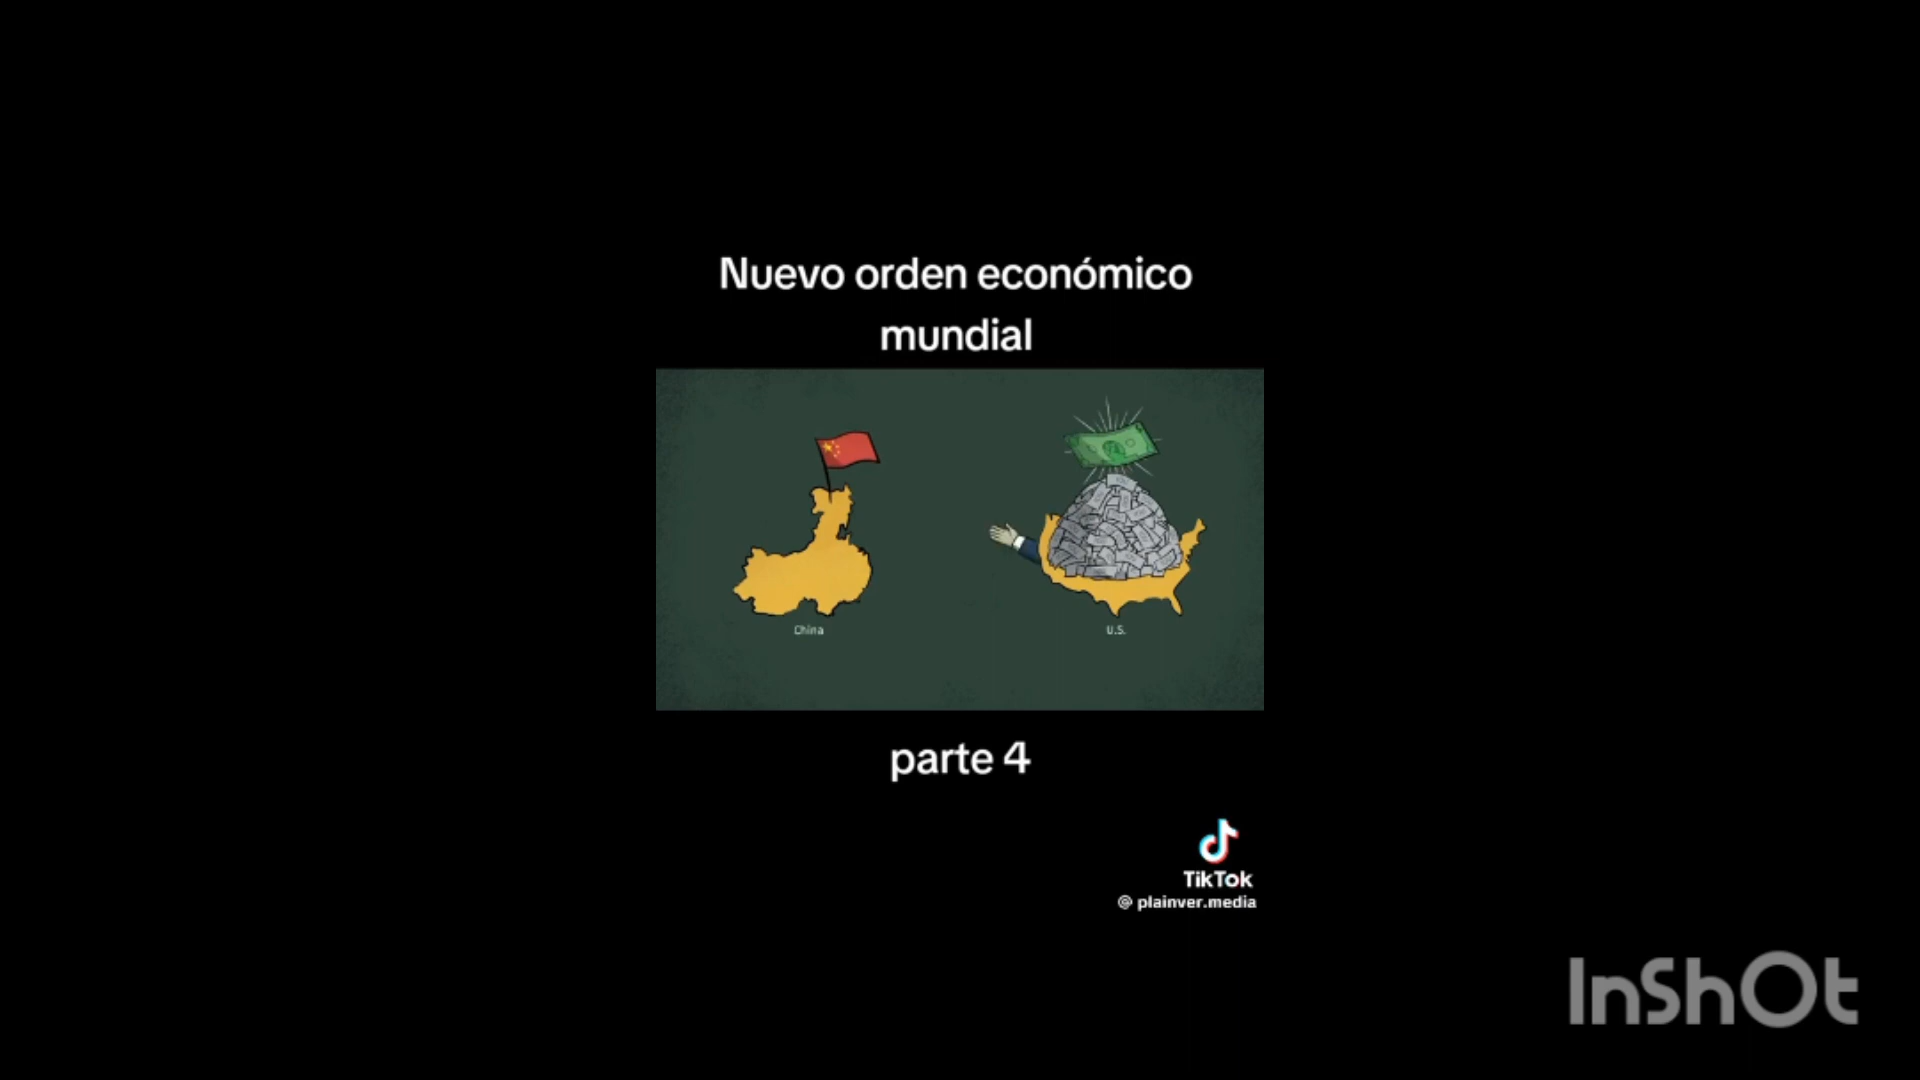 Nuevo orden económico
mundial
China
U.S.
parte 4
TikTok
@ plainver.media
InShOt